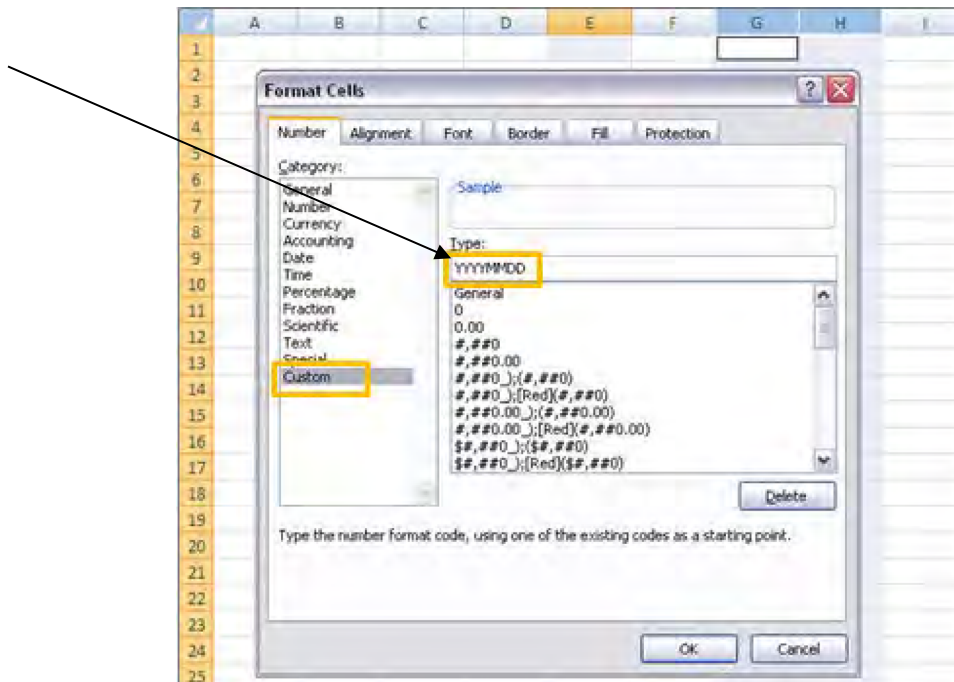 A B C D E F G H I
1
2
Format Cells
3
4
Number Alignment Font Border Fill Protection
5
Category:
6
General
Sample
7
Number
Currency
8
Accounting
Type:
9
Date
YYYYMMDD
Time
10
Percentage
General
11
Fraction
0
Scientific
0.00
12
Text
#,##0
13
Special
#,##0.00
Custom
#,##0_);(#,##0)
14
#,##0_);[Red](#,##0)
15
#,##0.00_);(#,##0.00)
#,##0.00_);[Red](#,##0.00)
16
$#,##0_);($#,##0)
17
$#,##0_);[Red]($#,##0)
18
Delete
19
Type the number format code, using one of the existing codes as a starting point.
20
21
22
23
24
OK Cancel
25